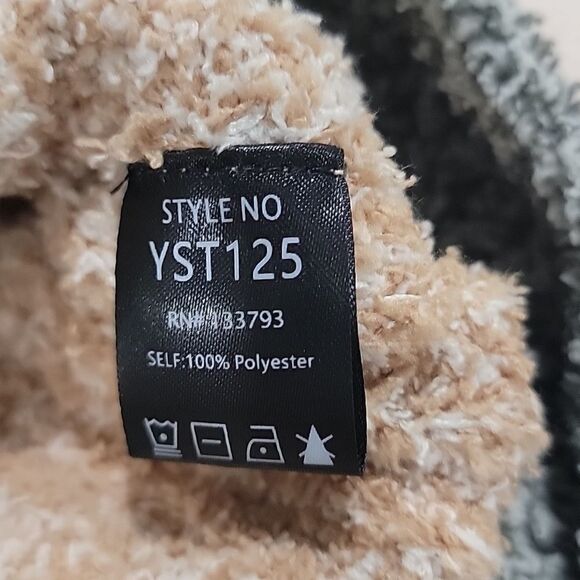 STYLE NO
YST125
RN# 133793
SELF:100% Polyester